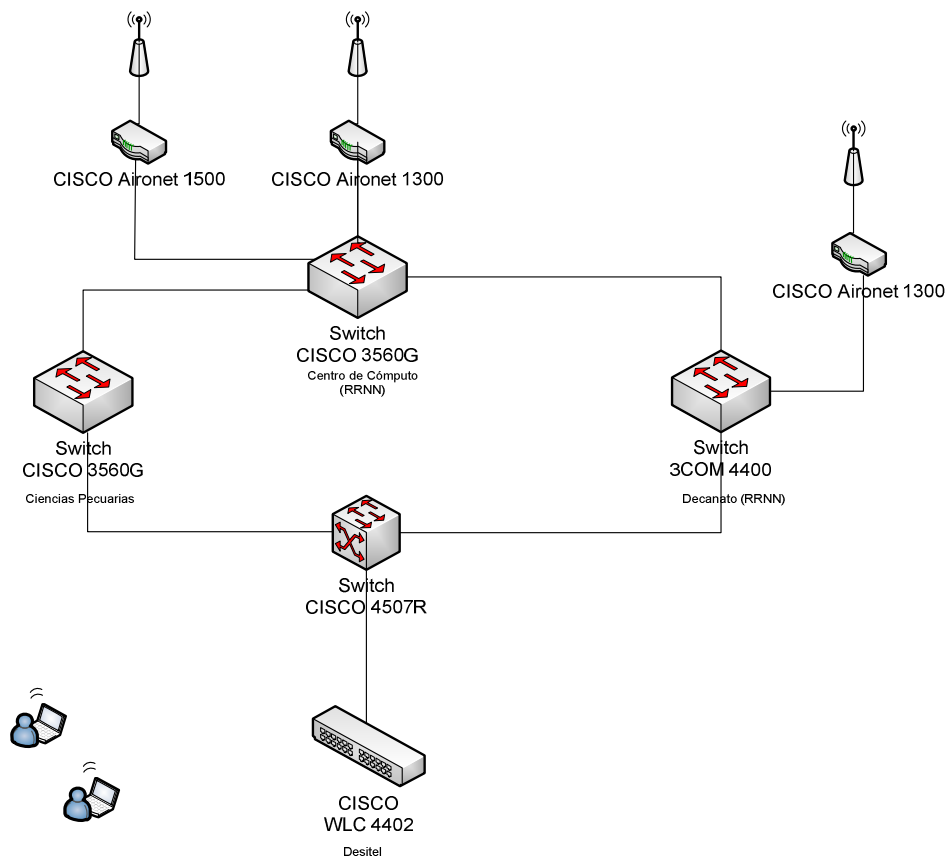 CISCO Aironet 1500
CISCO Aironet 1300
CISCO Aironet 1300
Switch
CISCO 3560G
Centro de Cómputo
(RRNN)
Switch
CISCO 3560G
Ciencias Pecuarias
Switch
3COM 4400
Decanato (RRNN)
Switch
CISCO 4507R
CISCO
WLC 4402
Desitel